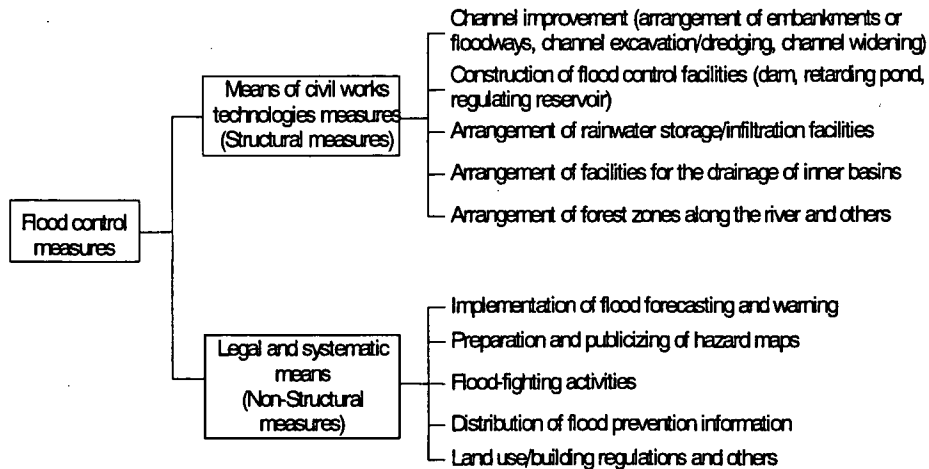 Flood control
measures
Means of civil works
technologies measures
(Structural measures)
Channel improvement (arrangement of embankments or
floodways, channel excavation/dredging, channel widening)
Construction of flood control facilities (dam, retarding pond,
regulating reservoir)
Arrangement of rainwater storage/infiltration facilities
Arrangement of facilities for the drainage of inner basins
Arrangement of forest zones along the river and others
Legal and systematic
means
(Non-Structural
measures)
Implementation of flood forecasting and warning
Preparation and publicizing of hazard maps
Flood-fighting activities
Distribution of flood prevention information
Land use/building regulations and others